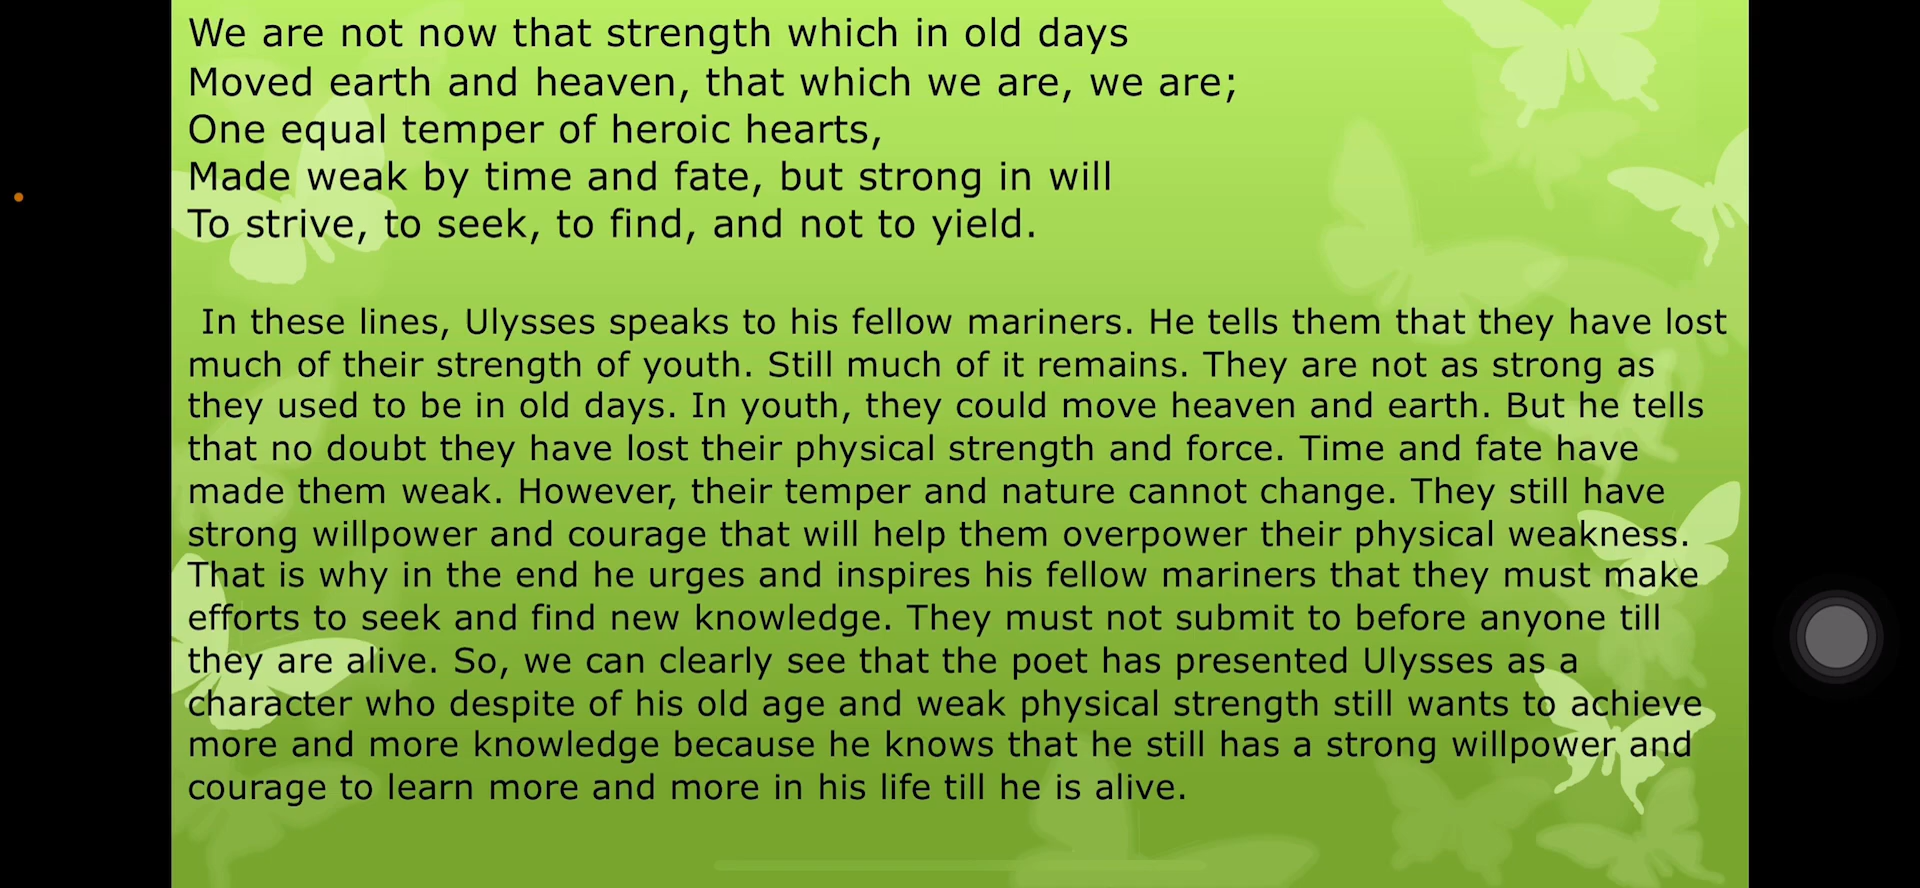 We are not now that strength which in old days
Moved earth and heaven, that which we are, we are;
One equal temper of heroic hearts,
Made weak by time and fate, but strong in will
To strive, to seek, to find, and not to yield.
In these lines, Ulysses speaks to his fellow mariners. He tells them that they have lost
much of their strength of youth. Still much of it remains. They are not as strong as
they used to be in old days. In youth, they could move heaven and earth. But he tells
that no doubt they have lost their physical strength and force. Time and fate have
made them weak. However, their temper and nature cannot change. They still have
strong willpower and courage that will help them overpower their physical weakness.
That is why in the end he urges and inspires his fellow mariners that they must make
efforts to seek and find new knowledge. They must not submit to before anyone till
they are alive. So, we can clearly see that the poet has presented Ulysses as a
character who despite of his old age and weak physical strength still wants to achieve
more and more knowledge because he knows that he still has a strong willpower and
courage to learn more and more in his life till he is alive.